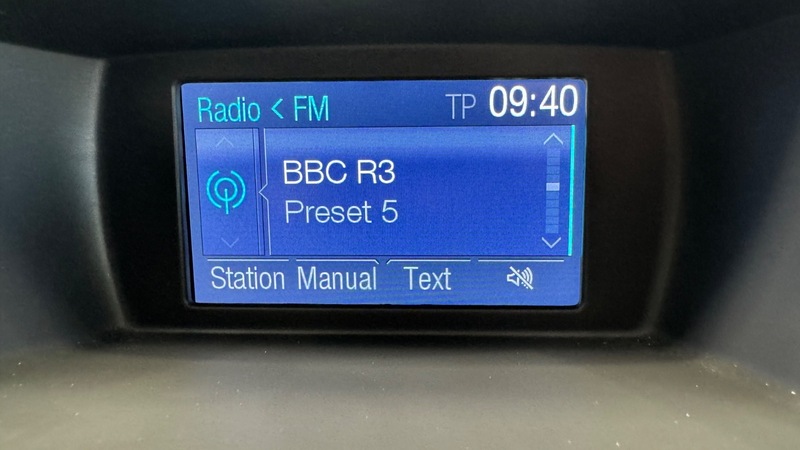 Radio < FM TP 09:40
BBC R3
Preset 5
Station Manual Text